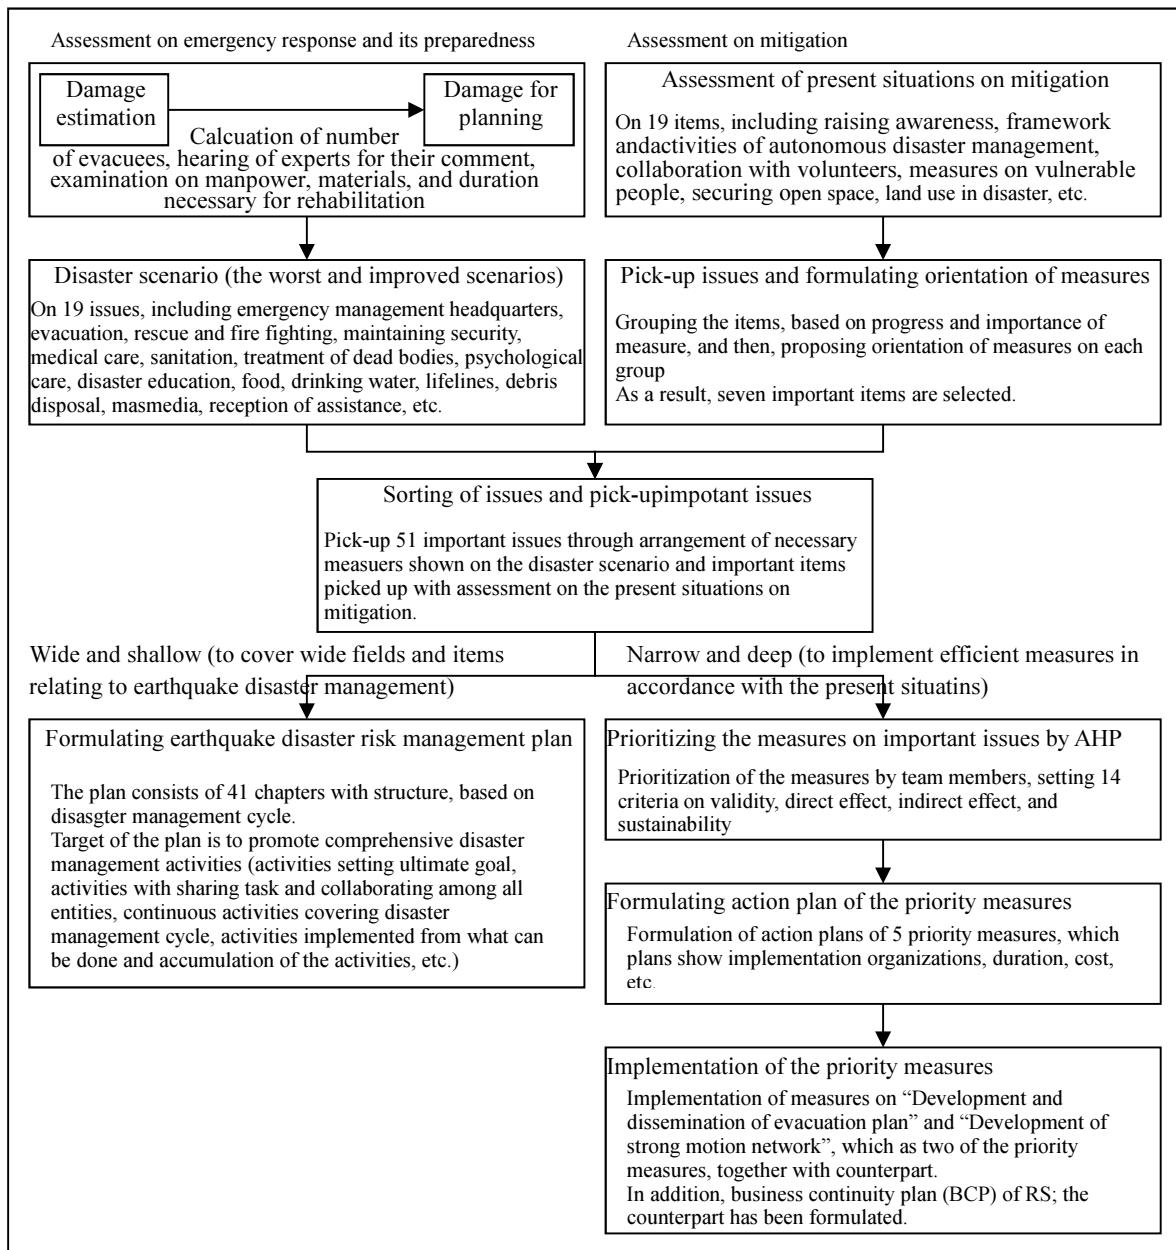 Assessment on emergency response and its preparedness
Damage
estimation
Damage for
planning
Calcuation of number
of evacuees, hearing of experts for their comment,
examination on manpower, materials, and duration
necessary for rehabilitation
Assessment on mitigation
Assessment of present situations on mitigation
On 19 items, including raising awareness, framework
andactivities of autonomous disaster management,
collaboration with volunteers, measures on vulnerable
people, securing open space, land use in disaster, etc.
Disaster scenario (the worst and improved scenarios)
On 19 issues, including emergency management headquarters,
evacuation, rescue and fire fighting, maintaining security,
medical care, sanitation, treatment of dead bodies, psychological
care, disaster education, food, drinking water, lifelines, debris
disposal, masmedia, reception of assistance, etc.
Pick-up issues and formulating orientation of measures
Grouping the items, based on progress and importance of
measure, and then, proposing orientation of measures on each
group
As a result, seven important items are selected.
Sorting of issues and pick-upimpotant issues
Pick-up 51 important issues through arrangement of necessary
measuers shown on the disaster scenario and important items
picked up with assessment on the present situations on
mitigation.
Wide and shallow (to cover wide fields and items
relating to earthquake disaster management)
Narrow and deep (to implement efficient measures in
accordance with the present situatins)
Formulating earthquake disaster risk management plan
The plan consists of 41 chapters with structure, based on
disasgter management cycle.
Target of the plan is to promote comprehensive disaster
management activities (activities setting ultimate goal,
activities with sharing task and collaborating among all
entities, continuous activities covering disaster
management cycle, activities implemented from what can
be done and accumulation of the activities, etc.)
Prioritizing the measures on important issues by AHP
Prioritization of the measures by team members, setting 14
criteria on validity, direct effect, indirect effect, and
sustainability
Formulating action plan of the priority measures
Formulation of action plans of 5 priority measures, which
plans show implementation organizations, duration, cost,
etc.
Implementation of the priority measures
Implementation of measures on “Development and
dissemination of evacuation plan” and “Development of
strong motion network”, which as two of the priority
measures, together with counterpart.
In addition, business continuity plan (BCP) of RS; the
counterpart has been formulated.